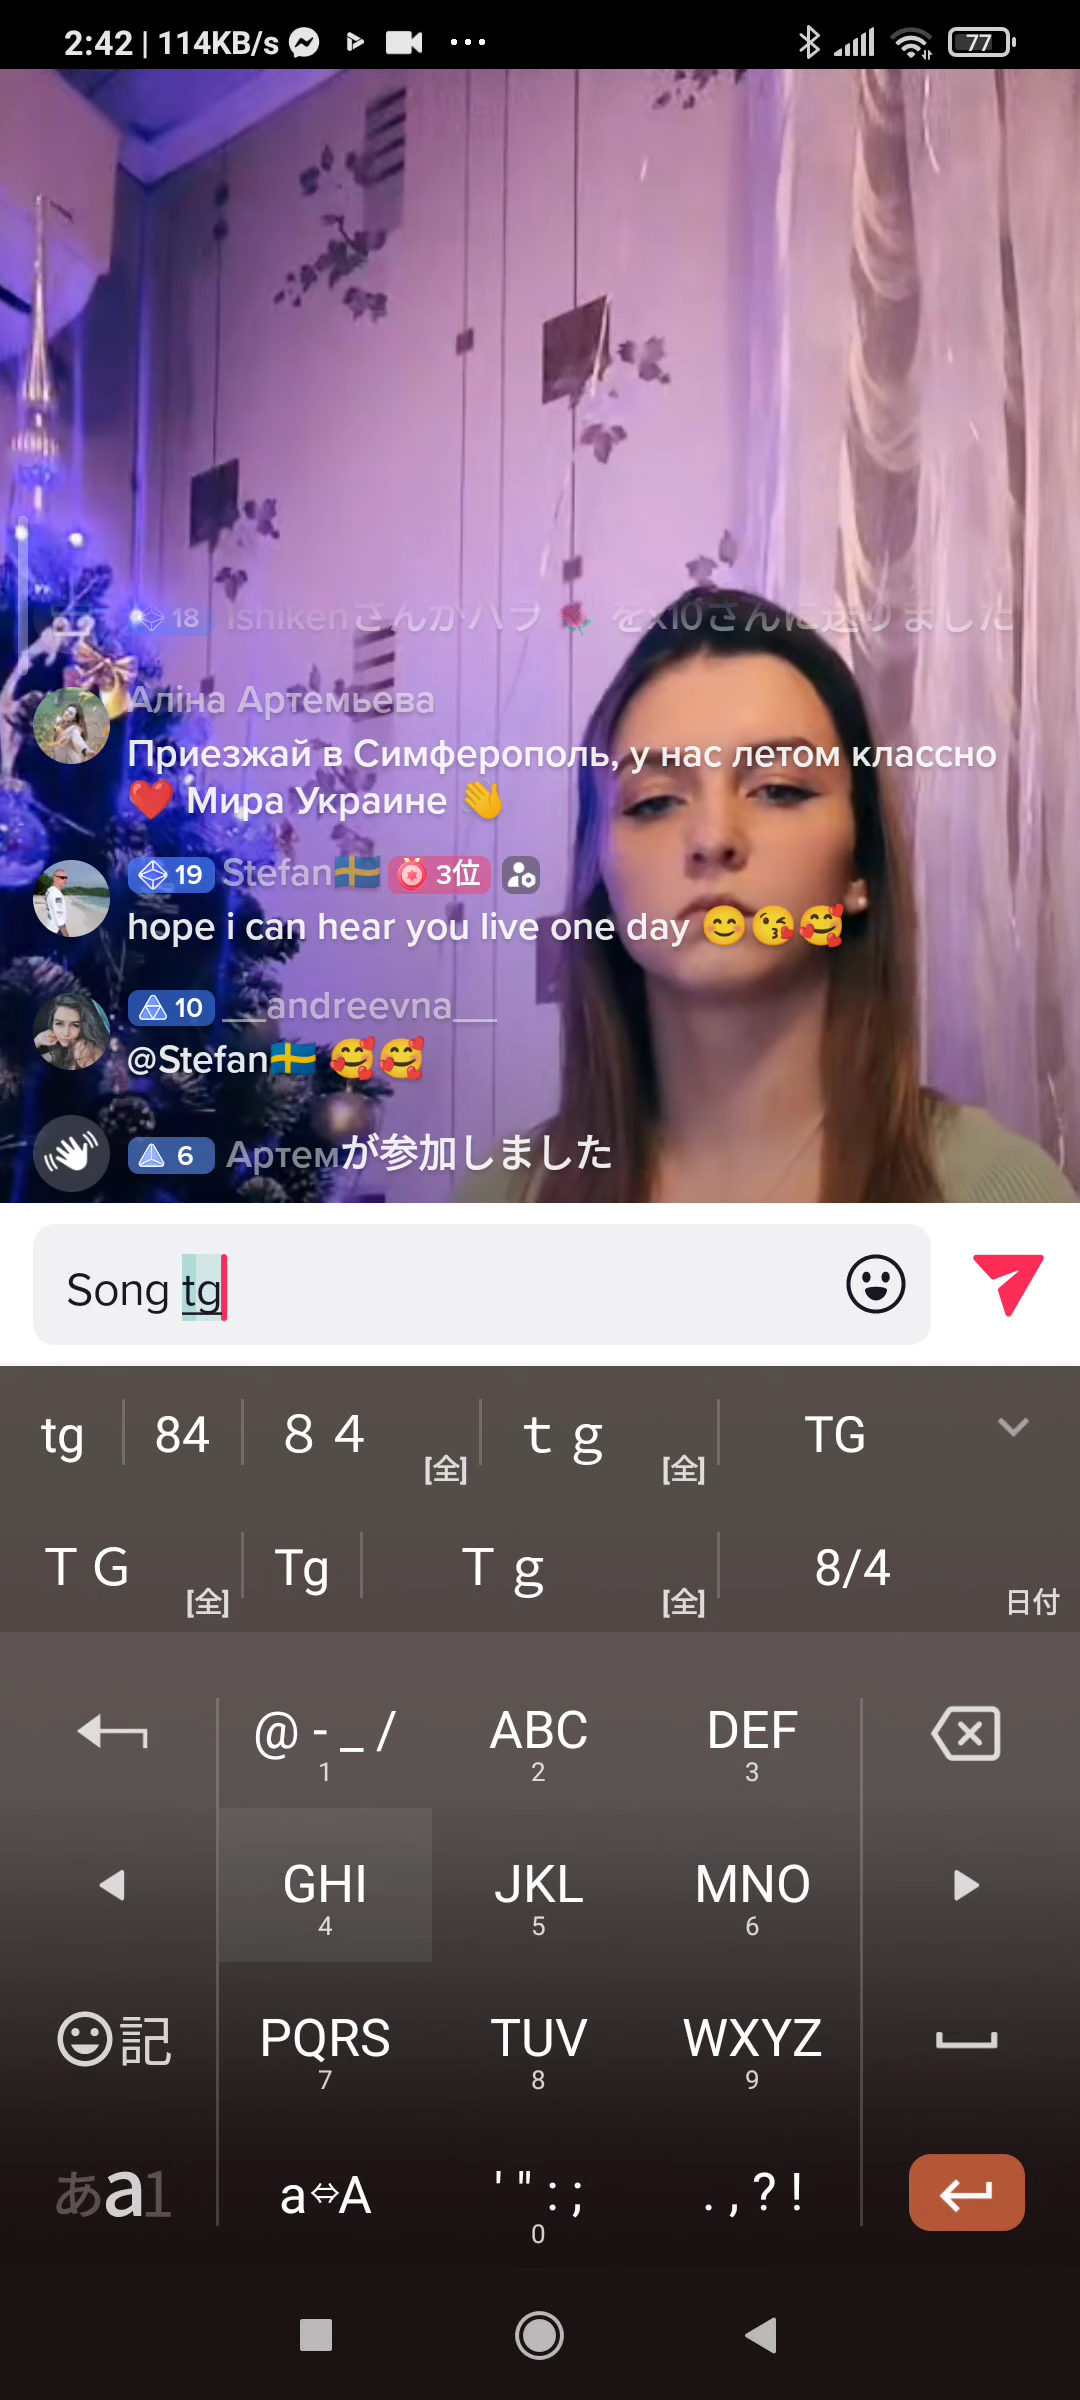 2:42 | 114KB/s
77
18 Ishikenさんがバラ 🌹 をx10さんに送りました
Аліна Артемьева
Приезжай в Симферополь, у нас летом классно
❤️ Мира Украине 👋
19 Stefan🇸🇪 3位
hope i can hear you live one day 😊😘🥰
10 __andreevna__
@Stefan🇸🇪 🥰🥰
6 Артемが参加しました
Song tg
tg 84 8 4 [全] t g [全] TG
T G [全] Tg T g [全] 8/4 日付
@ - _ / ABC DEF
1 2 3
GHI JKL MNO
4 5 6
記 PQRS TUV WXYZ
7 8 9
あa1 a⇔A ' " : ; . , ? !
0